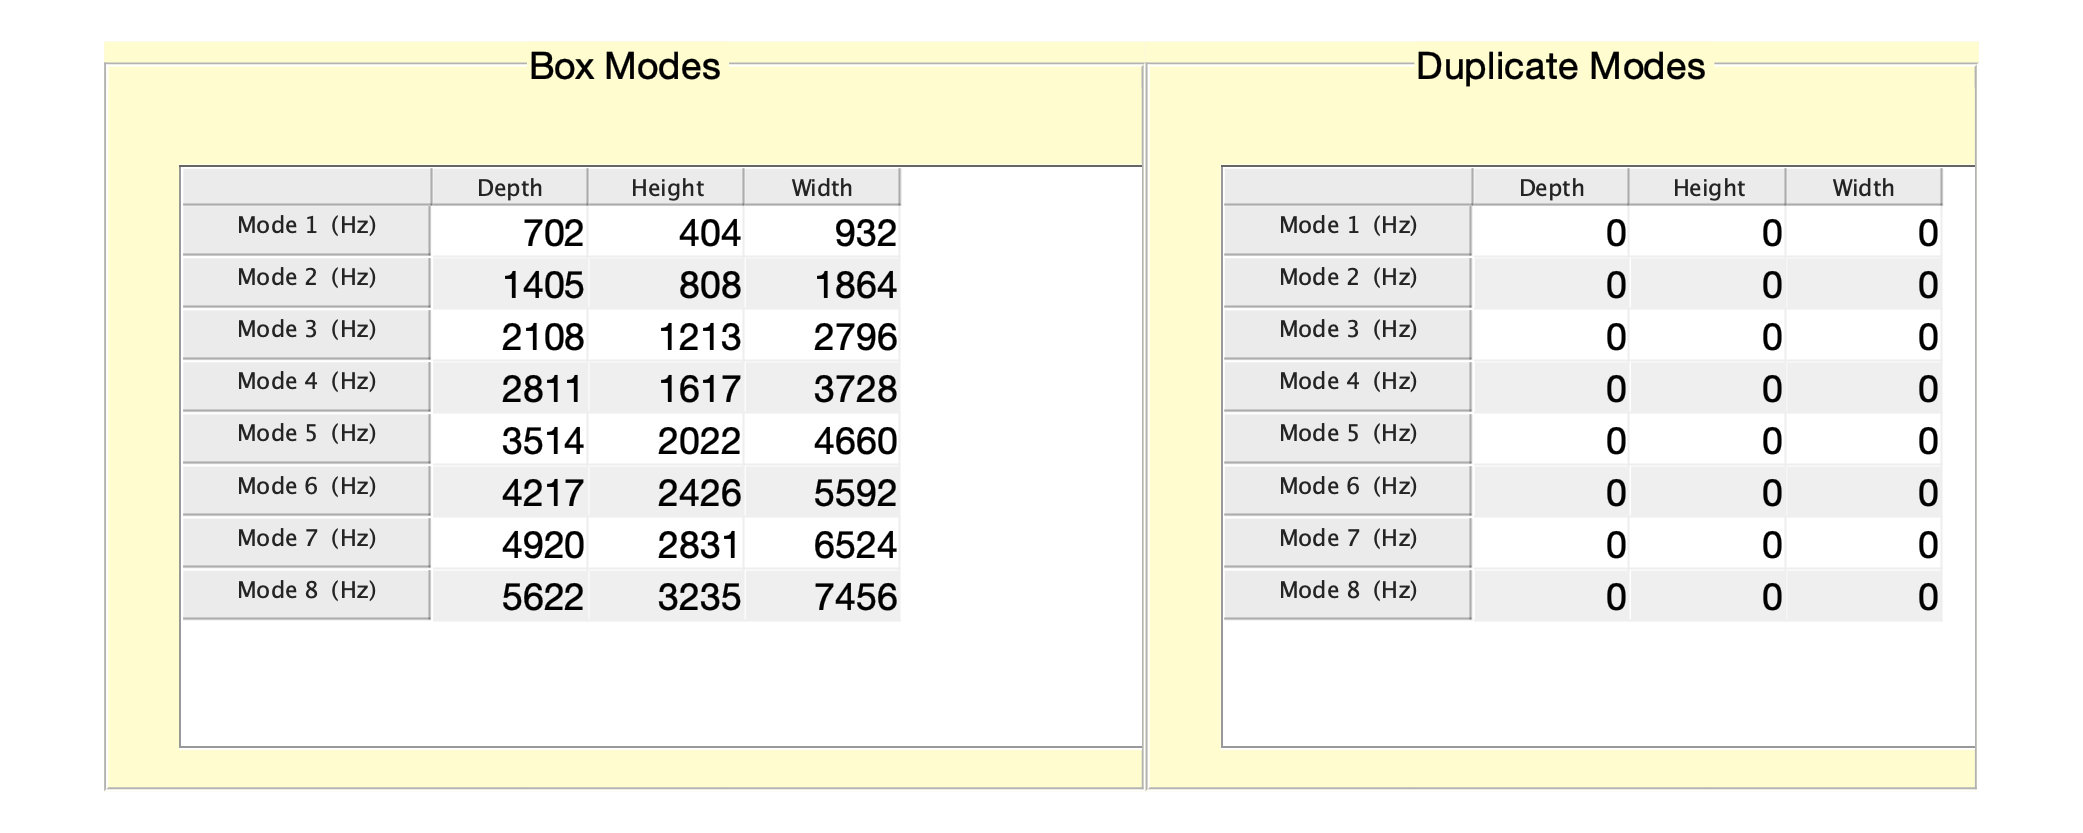 Box Modes
Depth Height Width
Mode 1 (Hz) 702 404 932
Mode 2 (Hz) 1405 808 1864
Mode 3 (Hz) 2108 1213 2796
Mode 4 (Hz) 2811 1617 3728
Mode 5 (Hz) 3514 2022 4660
Mode 6 (Hz) 4217 2426 5592
Mode 7 (Hz) 4920 2831 6524
Mode 8 (Hz) 5622 3235 7456
Duplicate Modes
Depth Height Width
Mode 1 (Hz) 0 0 0
Mode 2 (Hz) 0 0 0
Mode 3 (Hz) 0 0 0
Mode 4 (Hz) 0 0 0
Mode 5 (Hz) 0 0 0
Mode 6 (Hz) 0 0 0
Mode 7 (Hz) 0 0 0
Mode 8 (Hz) 0 0 0